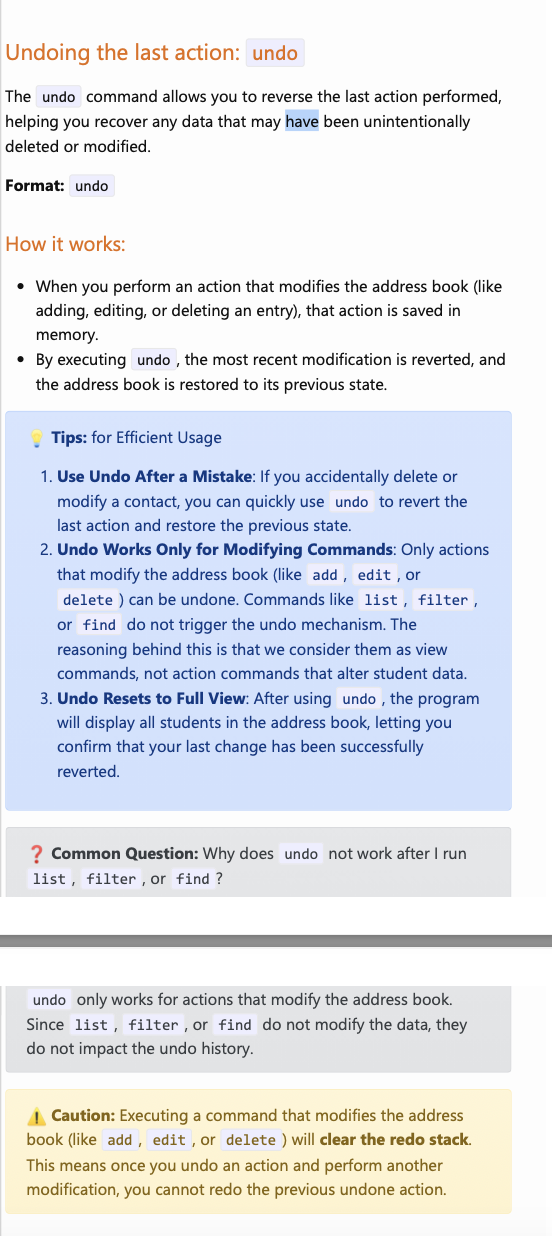 Undoing the last action: undo
The undo command allows you to reverse the last action performed,
helping you recover any data that may have been unintentionally
deleted or modified.
Format: undo
How it works:
• When you perform an action that modifies the address book (like
adding, editing, or deleting an entry), that action is saved in
memory.
• By executing undo, the most recent modification is reverted, and
the address book is restored to its previous state.
💡 Tips: for Efficient Usage
1. Use Undo After a Mistake: If you accidentally delete or
modify a contact, you can quickly use undo to revert the
last action and restore the previous state.
2. Undo Works Only for Modifying Commands: Only actions
that modify the address book (like add, edit, or
delete) can be undone. Commands like list, filter,
or find do not trigger the undo mechanism. The
reasoning behind this is that we consider them as view
commands, not action commands that alter student data.
3. Undo Resets to Full View: After using undo, the program
will display all students in the address book, letting you
confirm that your last change has been successfully
reverted.
❓ Common Question: Why does undo not work after I run
list, filter, or find?
undo only works for actions that modify the address book.
Since list, filter, or find do not modify the data, they
do not impact the undo history.
⚠️ Caution: Executing a command that modifies the address
book (like add, edit, or delete) will clear the redo stack.
This means once you undo an action and perform another
modification, you cannot redo the previous undone action.